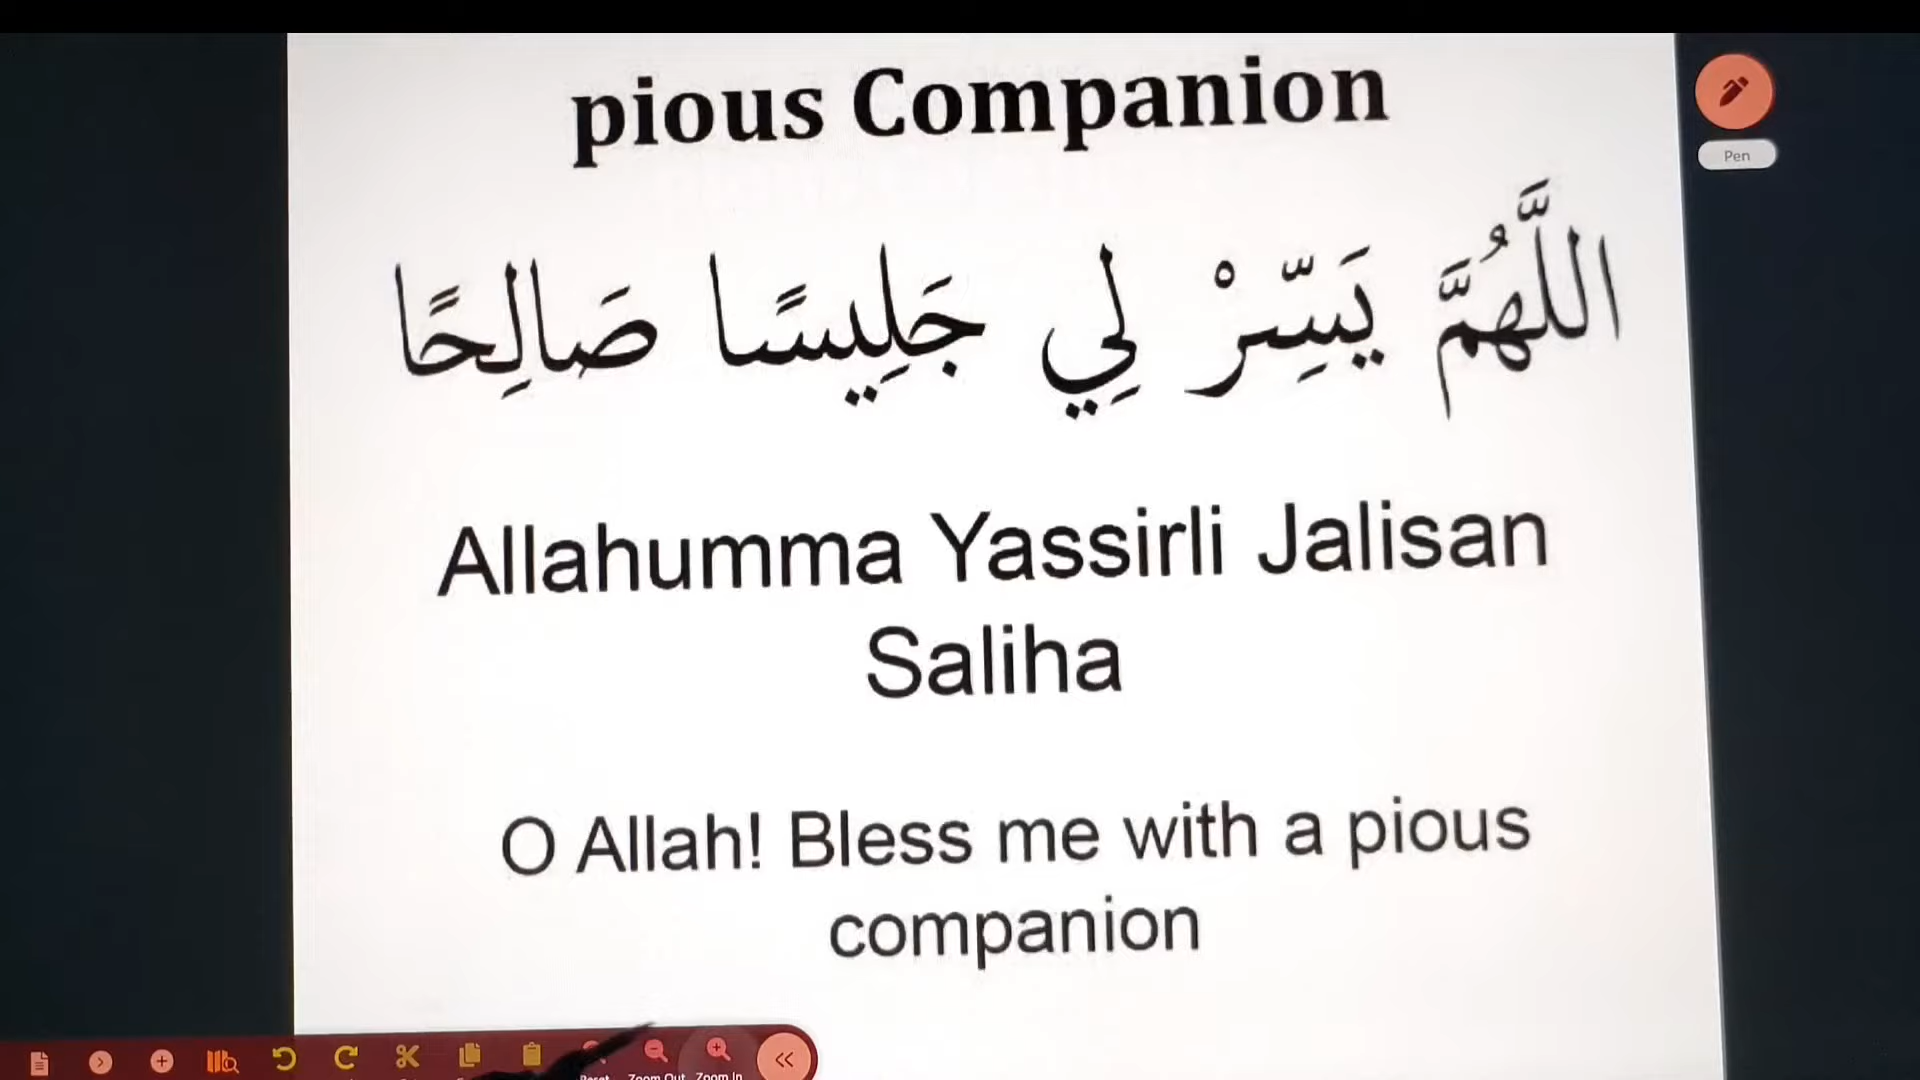 pious Companion
Pen
اللَّهُمَّ يَسِّرْ لِي جَلِيسًا صَالِحًا
Allahumma Yassirli Jalisan
Saliha
O Allah! Bless me with a pious
companion
Zoom Out Zoom In